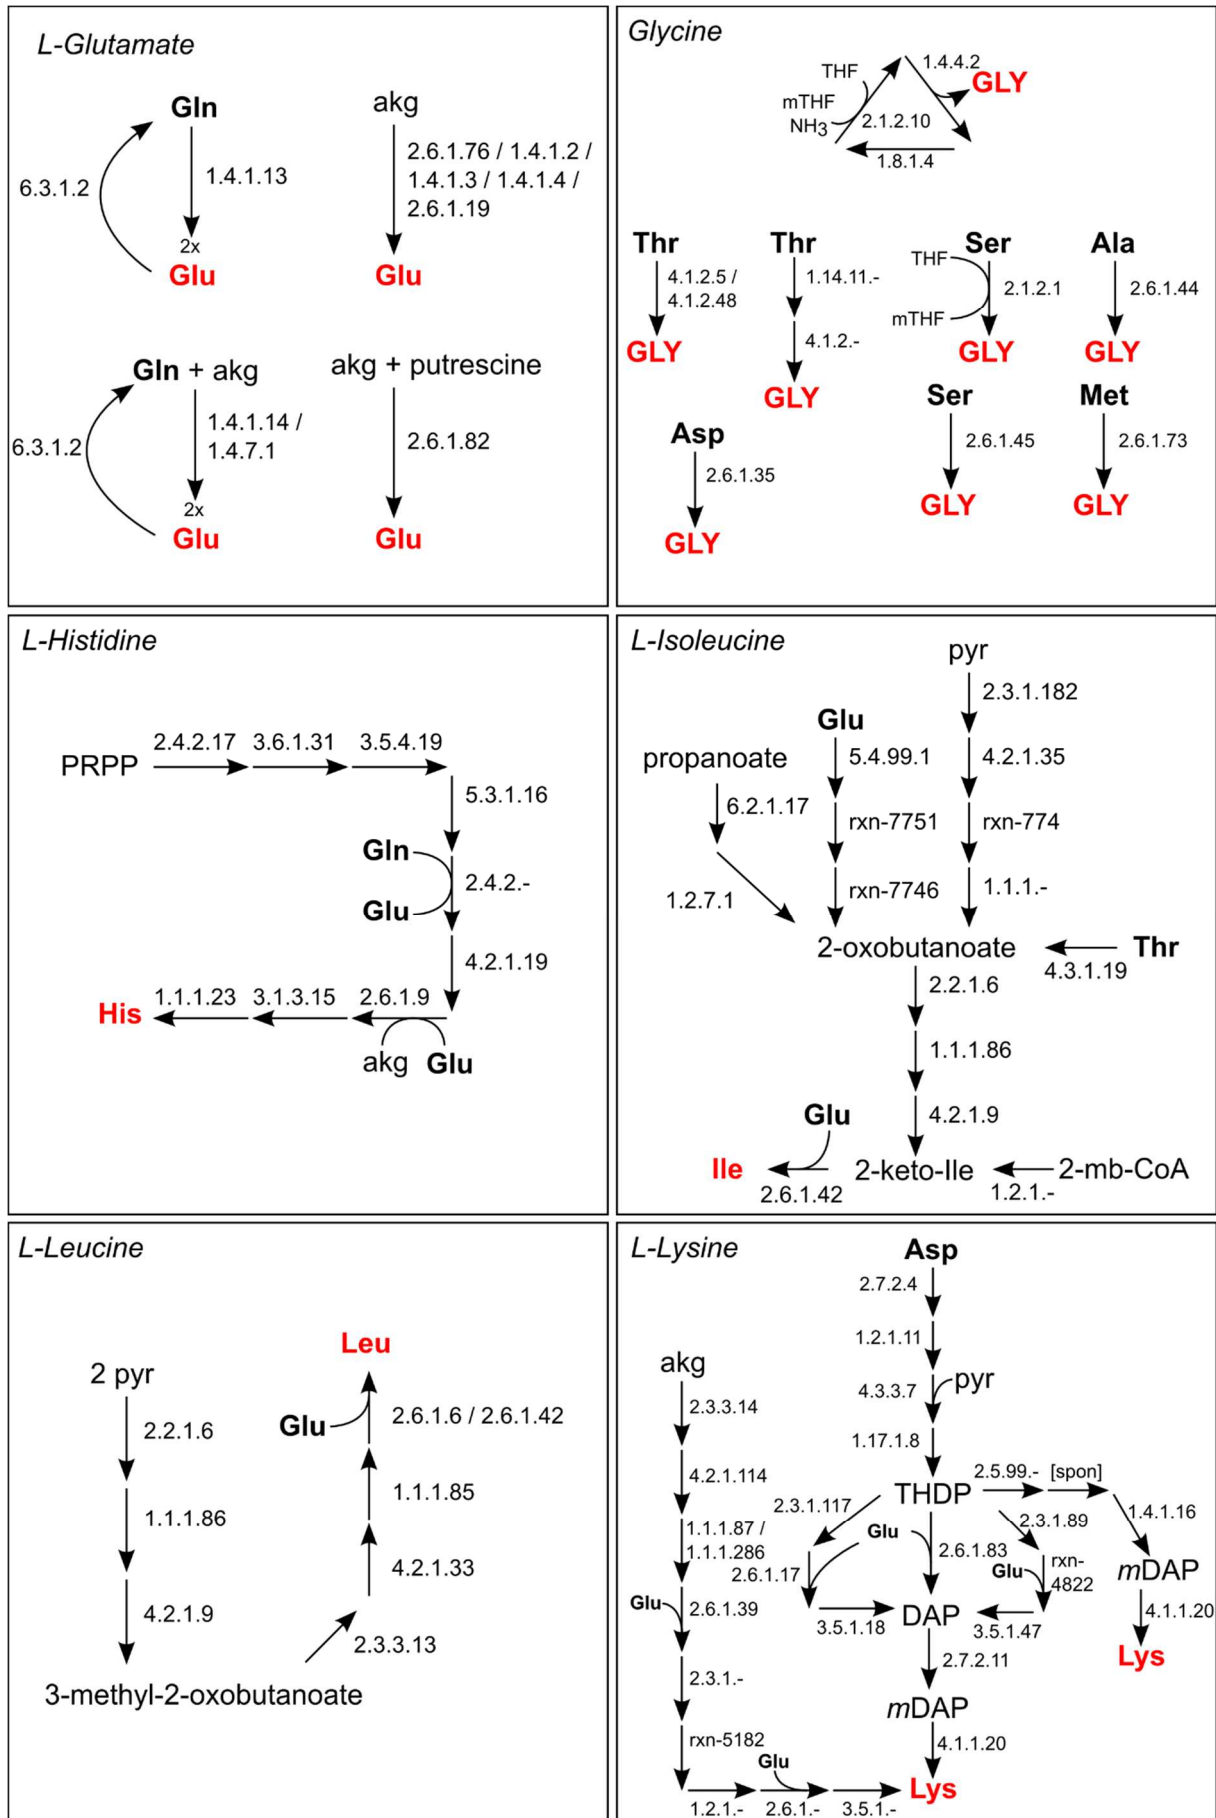 L-Glutamate
Gln
6.3.1.2
1.4.1.13
2x
Glu
akg
2.6.1.76 / 1.4.1.2 /
1.4.1.3 / 1.4.1.4 /
2.6.1.19
Glu
Gln + akg
6.3.1.2
1.4.1.14 /
1.4.7.1
2x
Glu
akg + putrescine
2.6.1.82
Glu
Glycine
THF
mTHF
NH3
2.1.2.10
1.4.4.2
GLY
1.8.1.4
Thr
4.1.2.5 /
4.1.2.48
GLY
Thr
1.14.11.-
4.1.2.-
GLY
Ser
THF
2.1.2.1
mTHF
GLY
Ala
2.6.1.44
GLY
Asp
2.6.1.35
GLY
Ser
2.6.1.45
GLY
Met
2.6.1.73
GLY
L-Histidine
PRPP
2.4.2.17
3.6.1.31
3.5.4.19
5.3.1.16
Gln
2.4.2.-
Glu
4.2.1.19
His
1.1.1.23
3.1.3.15
2.6.1.9
akg
Glu
L-Isoleucine
pyr
2.3.1.182
Glu
propanoate
5.4.99.1
4.2.1.35
6.2.1.17
rxn-7751
rxn-774
1.2.7.1
rxn-7746
1.1.1.-
2-oxobutanoate
Thr
4.3.1.19
2.2.1.6
1.1.1.86
4.2.1.9
Glu
Ile
2.6.1.42
2-keto-Ile
1.2.1.-
2-mb-CoA
L-Leucine
2 pyr
2.2.1.6
1.1.1.86
4.2.1.9
3-methyl-2-oxobutanoate
2.3.3.13
4.2.1.33
1.1.1.85
Glu
2.6.1.6 / 2.6.1.42
Leu
L-Lysine
Asp
2.7.2.4
1.2.1.11
4.3.3.7
pyr
1.17.1.8
THDP
2.5.99.-
[spon]
1.4.1.16
mDAP
4.1.1.20
Lys
2.3.1.117
Glu
2.6.1.17
3.5.1.18
2.6.1.83
2.3.1.89
Glu
rxn-
4822
3.5.1.47
DAP
2.7.2.11
mDAP
4.1.1.20
Lys
akg
2.3.3.14
4.2.1.114
1.1.1.87 /
1.1.1.286
Glu
2.6.1.39
2.3.1.-
rxn-5182
1.2.1.-
Glu
2.6.1.-
3.5.1.-